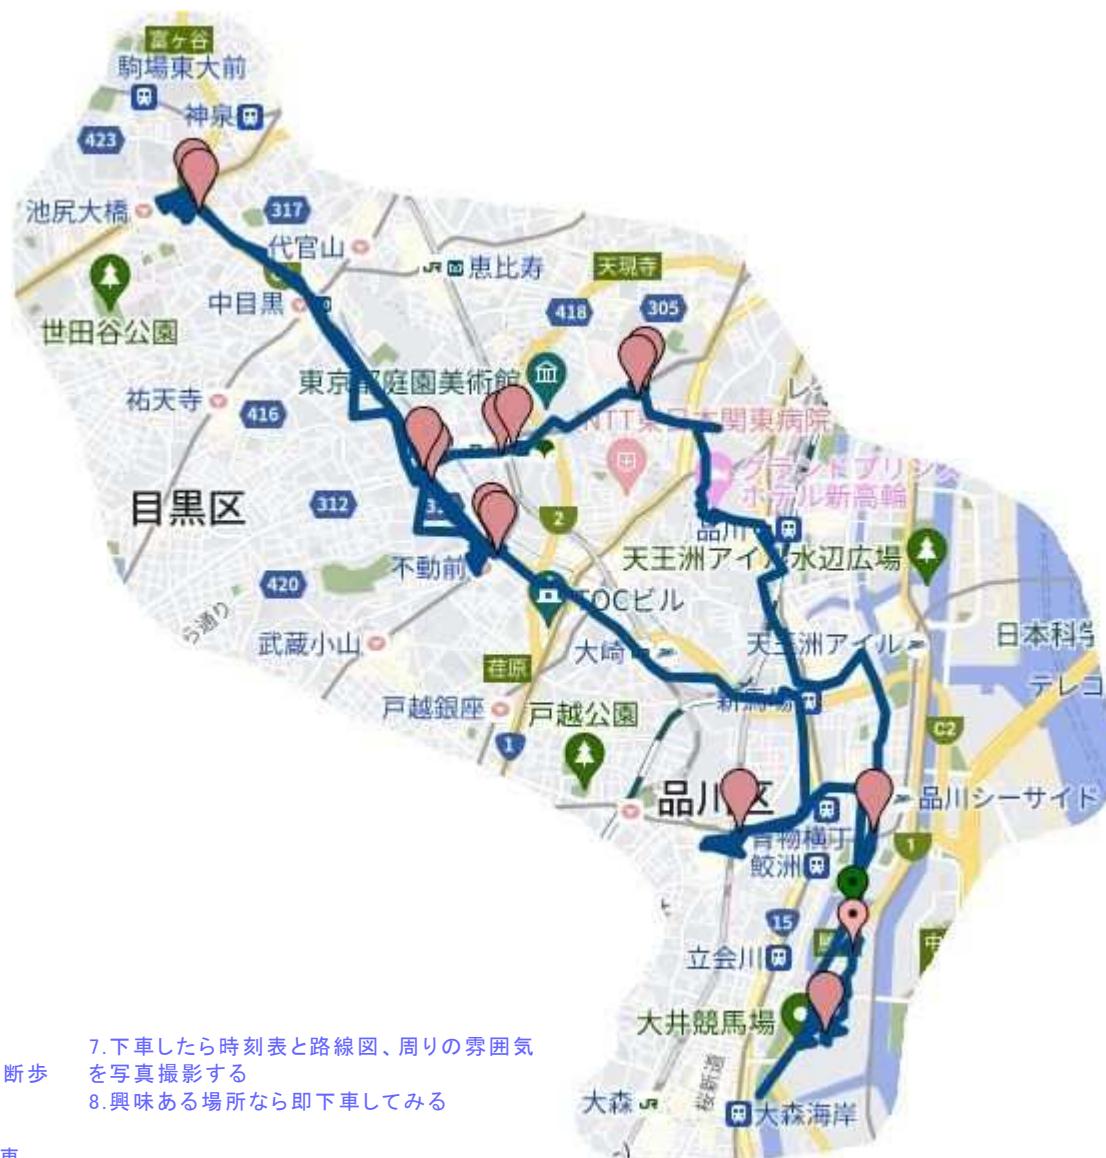 富ヶ谷
駒場東大前
神泉
423
池尻大橋
317
代官山
JR 恵比寿
天現寺
中目黒
418
305
世田谷公園
東京都庭園美術館
祐天寺
416
NTT東日本関東病院
グランドプリンス
ホテル新高輪
目黒区
312
2
品川
不動前
天王洲アイル水辺広場
420
TOCビル
武蔵小山
大崎
天王洲アイル
日本科学
荏原
テレコ
戸越銀座
新馬場
戸越公園
C2
1
品川区
品川シーサイド
青物横丁
1
鮫洲
15
立会川
大井競馬場
7.下車したら時刻表と路線図、周りの雰囲気
断歩 を写真撮影する
8.興味ある場所なら即下車してみる
大森 JR
桜新道
大森海岸